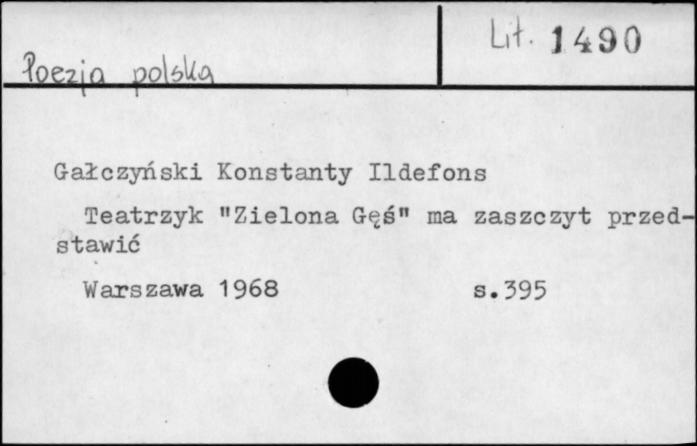 Lit. 1490
Poezja polska
Gałczyński Konstanty Ildefons
Teatrzyk "Zielona Gęś" ma zaszczyt przed-
stawić
Warszawa 1968 s.395